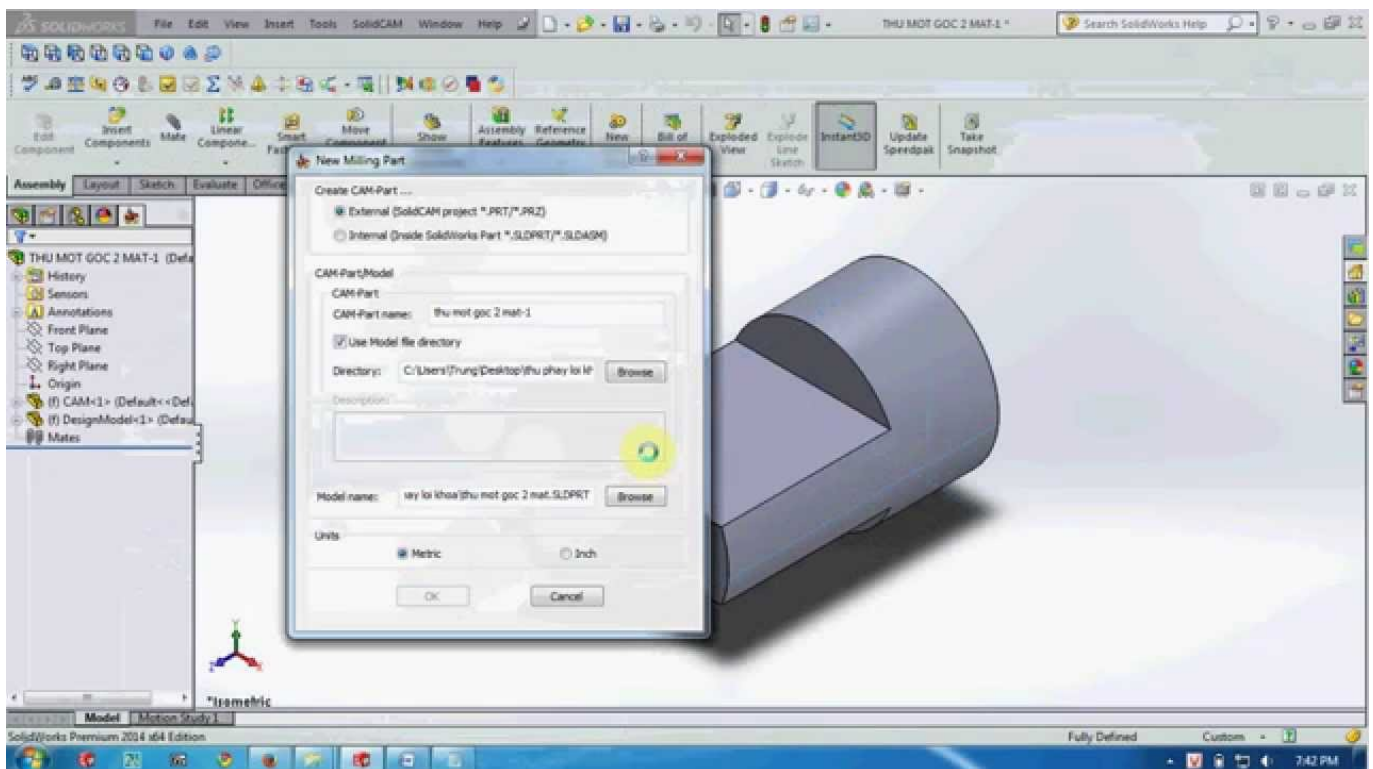 SOLIDWORKS File Edit View Insert Tools SolidCAM Window Help THU MOT GOC 2 MAT-1 * Search SolidWorks Help
Edit Component
Insert Components
Mate
Linear Compone...
Smart
Move Component
Show
Assembly Features
Reference Geometry
New
Bill of
Exploded View
Explode Line Sketch
Instant3D
Update Speedpak
Take Snapshot
Assembly Layout Sketch Evaluate Office
New Milling Part
Create CAM-Part ....
External (SolidCAM project *.PRT/*.PRZ)
Internal (Inside SolidWorks Part *.SLDPRT/*.SLDASM)
CAM-Part/Model
CAM-Part
CAM-Part name: thu mot goc 2 mat-1
Use Model file directory
Directory: C:\Users\Trung\Desktop\thu phay loi kh Browse
Description:
Model name: ay loi khoa\thu mot goc 2 mat.SLDPRT Browse
Units
Metric Inch
OK Cancel
THU MOT GOC 2 MAT-1 (Defa
History
Sensors
Annotations
Front Plane
Top Plane
Right Plane
Origin
(f) CAM<1> (Default<<Def
(f) DesignModel<1> (Defau
Mates
*Isometric
Model Motion Study 1
SolidWorks Premium 2014 x64 Edition Fully Defined Custom
7:42 PM